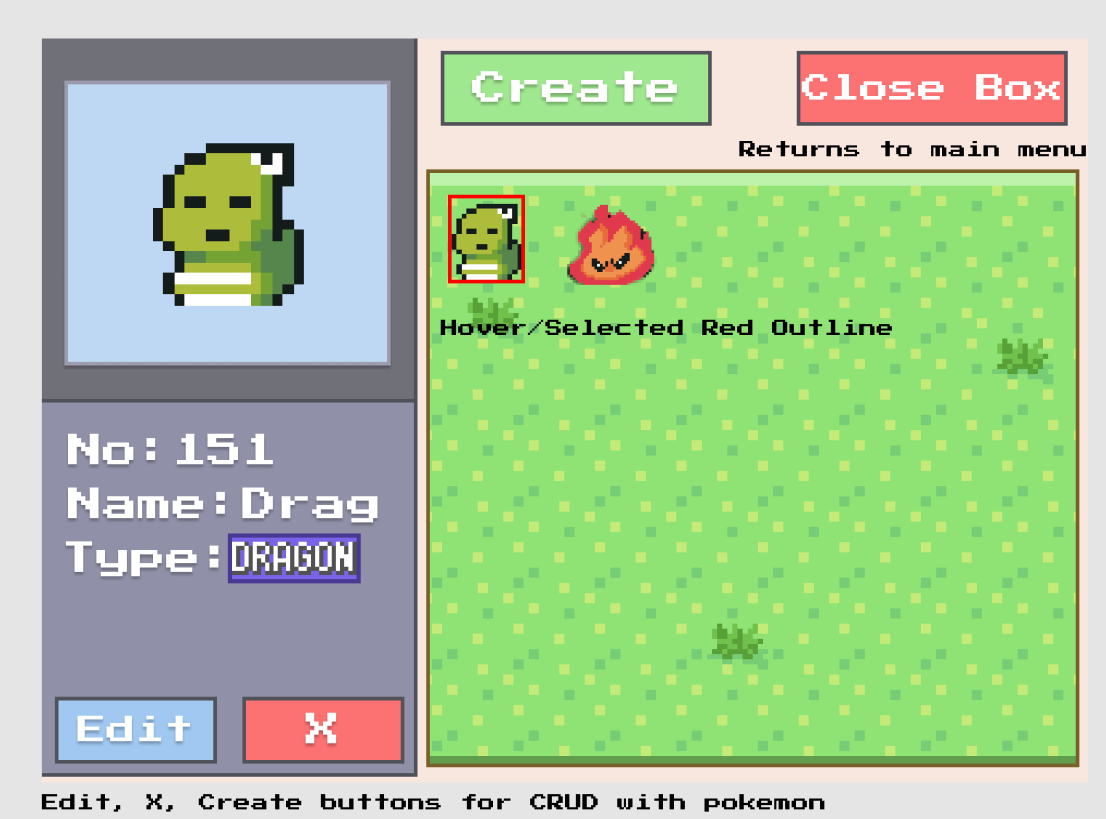 Create
Close Box
Returns to main menu
Hover/Selected Red Outline
No: 151
Name: Drag
Type: DRAGON
Edit
X
Edit, X, Create buttons for CRUD with pokemon